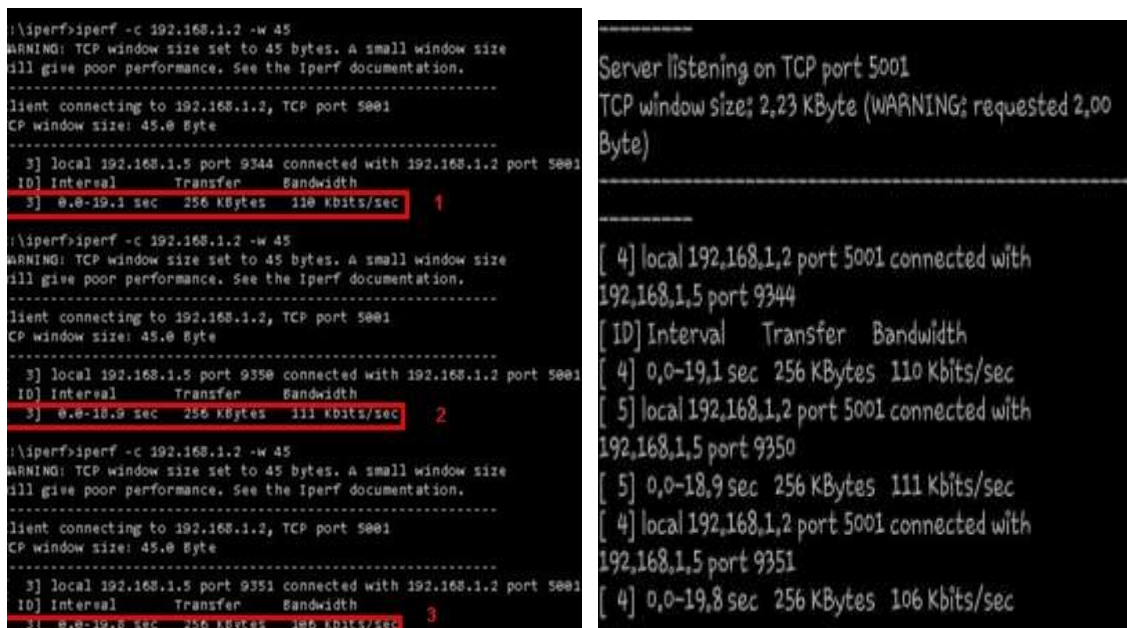 :\iperf>iperf -c 192.168.1.2 -w 45
ARNING: TCP window size set to 45 bytes. A small window size
ill give poor performance. See the Iperf documentation.
------------------------------------------------------------
lient connecting to 192.168.1.2, TCP port 5001
CP window size: 45.0 Byte
------------------------------------------------------------
3] local 192.168.1.5 port 9344 connected with 192.168.1.2 port 5001
ID] Interval Transfer Bandwidth
3] 0.0-19.1 sec 256 KBytes 110 Kbits/sec 1
:\iperf>iperf -c 192.168.1.2 -w 45
ARNING: TCP window size set to 45 bytes. A small window size
ill give poor performance. See the Iperf documentation.
------------------------------------------------------------
lient connecting to 192.168.1.2, TCP port 5001
CP window size: 45.0 Byte
------------------------------------------------------------
3] local 192.168.1.5 port 9350 connected with 192.168.1.2 port 5001
ID] Interval Transfer Bandwidth
3] 0.0-18.9 sec 256 KBytes 111 Kbits/sec 2
:\iperf>iperf -c 192.168.1.2 -w 45
ARNING: TCP window size set to 45 bytes. A small window size
ill give poor performance. See the Iperf documentation.
------------------------------------------------------------
lient connecting to 192.168.1.2, TCP port 5001
CP window size: 45.0 Byte
------------------------------------------------------------
3] local 192.168.1.5 port 9351 connected with 192.168.1.2 port 5001
ID] Interval Transfer Bandwidth
3] 0.0-19.8 sec 256 KBytes 106 Kbits/sec 3
---------
Server listening on TCP port 5001
TCP window size: 2,23 KByte (WARNING: requested 2,00
Byte)
------------------------------------------------------------
---------
[ 4] local 192,168,1,2 port 5001 connected with
192,168,1,5 port 9344
[ ID] Interval Transfer Bandwidth
[ 4] 0,0-19,1 sec 256 KBytes 110 Kbits/sec
[ 5] local 192,168,1,2 port 5001 connected with
192,168,1,5 port 9350
[ 5] 0,0-18,9 sec 256 KBytes 111 Kbits/sec
[ 4] local 192,168,1,2 port 5001 connected with
192,168,1,5 port 9351
[ 4] 0,0-19,8 sec 256 KBytes 106 Kbits/sec